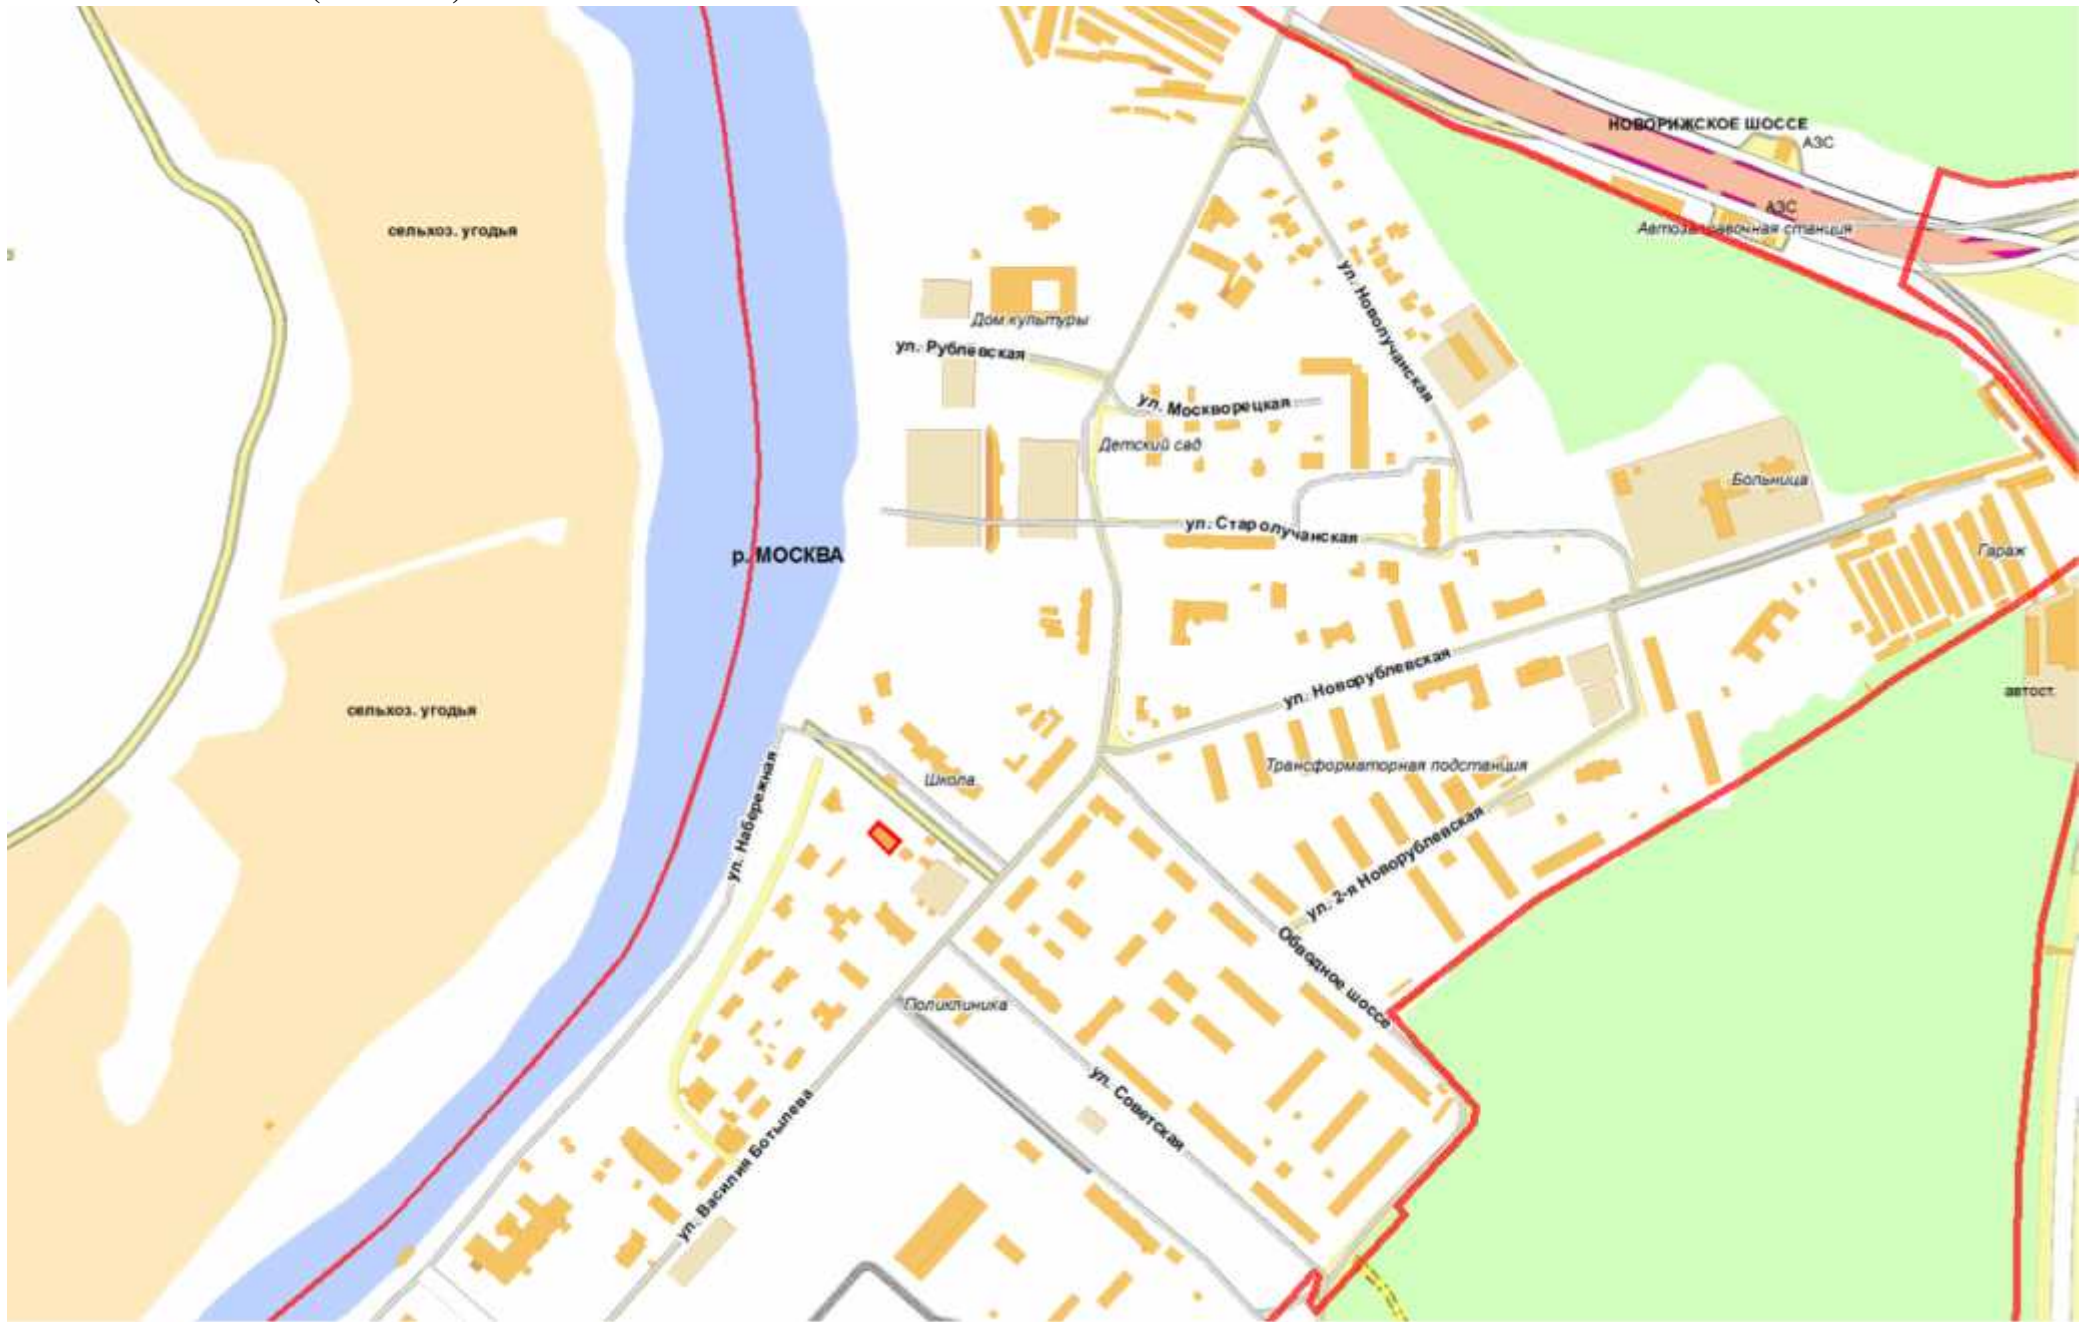 НОВОРИЖСКОЕ ШОССЕ
АЗС
АЗС
Автозаправочная станция
сельхоз. угодья
Дом культуры
ул. Рублевская
ул. Новолучанская
ул. Москворецкая
Детский сад
Больница
ул. Старолучанская
р. МОСКВА
Гараж
ул. Новорублевская
автост.
сельхоз. угодья
Трансформаторная подстанция
Школа
ул. Набережная
ул. 2-я Новорублевская
Обводное шоссе
Поликлиника
ул. Советская
ул. Василия Ботылева